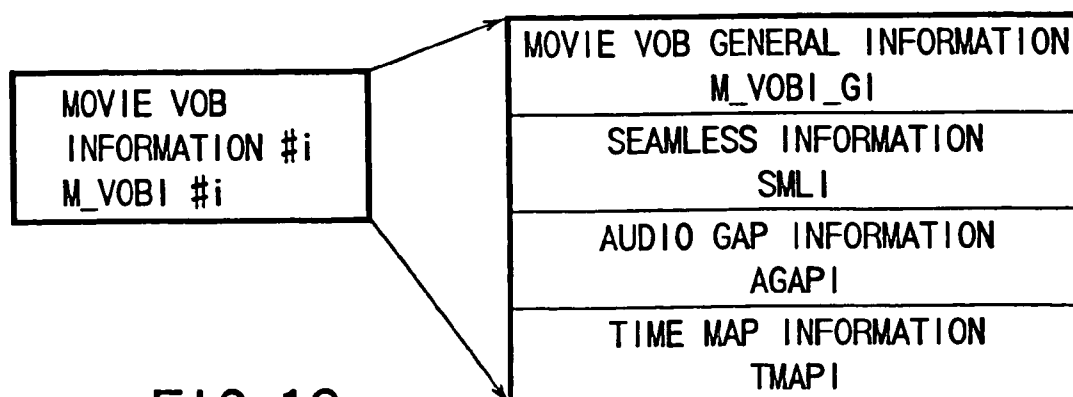 MOVIE VOB
INFORMATION #i
M_VOBI #i
MOVIE VOB GENERAL INFORMATION
M_VOBI_GI
SEAMLESS INFORMATION
SMLI
AUDIO GAP INFORMATION
AGAPI
TIME MAP INFORMATION
TMAPI